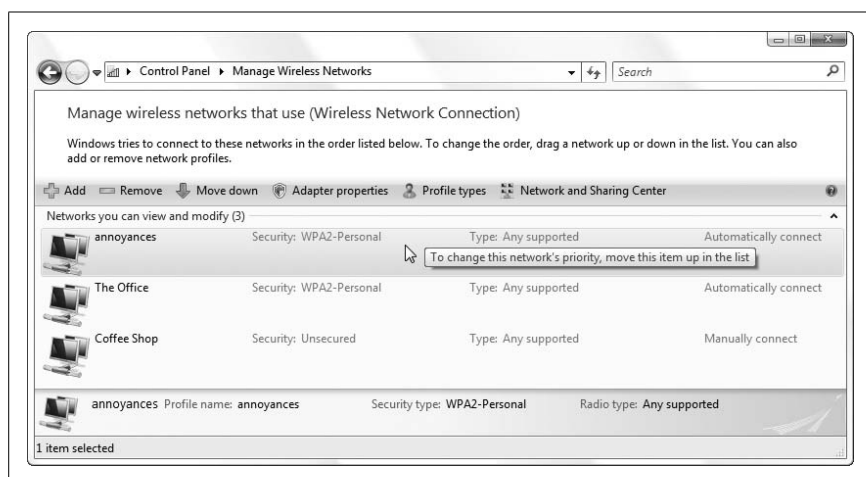 Control Panel ▸ Manage Wireless Networks Search
Manage wireless networks that use (Wireless Network Connection)
Windows tries to connect to these networks in the order listed below. To change the order, drag a network up or down in the list. You can also
add or remove network profiles.
Add Remove Move down Adapter properties Profile types Network and Sharing Center
Networks you can view and modify (3)
annoyances Security: WPA2-Personal Type: Any supported Automatically connect
To change this network's priority, move this item up in the list
The Office Security: WPA2-Personal Type: Any supported Automatically connect
Coffee Shop Security: Unsecured Type: Any supported Manually connect
annoyances Profile name: annoyances Security type: WPA2-Personal Radio type: Any supported
1 item selected